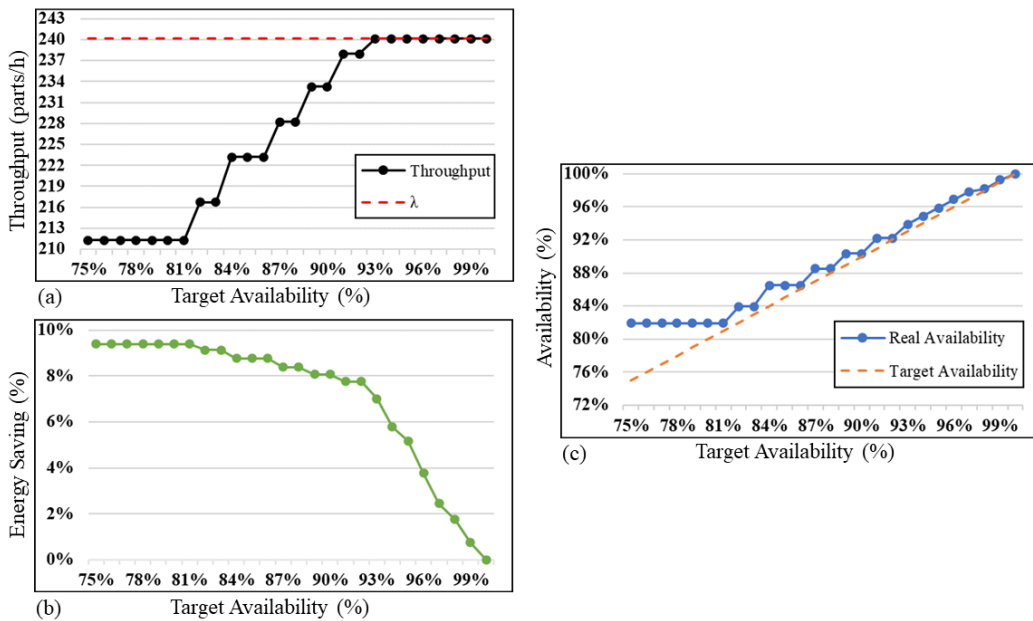 243
240
237
234
231
228
225
222
219
216
213
210
Throughput (parts/h)
Throughput
λ
75% 78% 81% 84% 87% 90% 93% 96% 99%
(a)
Target Availability (%)
10%
8%
6%
4%
2%
0%
Energy Saving (%)
75% 78% 81% 84% 87% 90% 93% 96% 99%
(b)
Target Availability (%)
100%
96%
92%
88%
84%
80%
76%
72%
Availability (%)
Real Availability
Target Availability
75% 78% 81% 84% 87% 90% 93% 96% 99%
(c)
Target Availability (%)